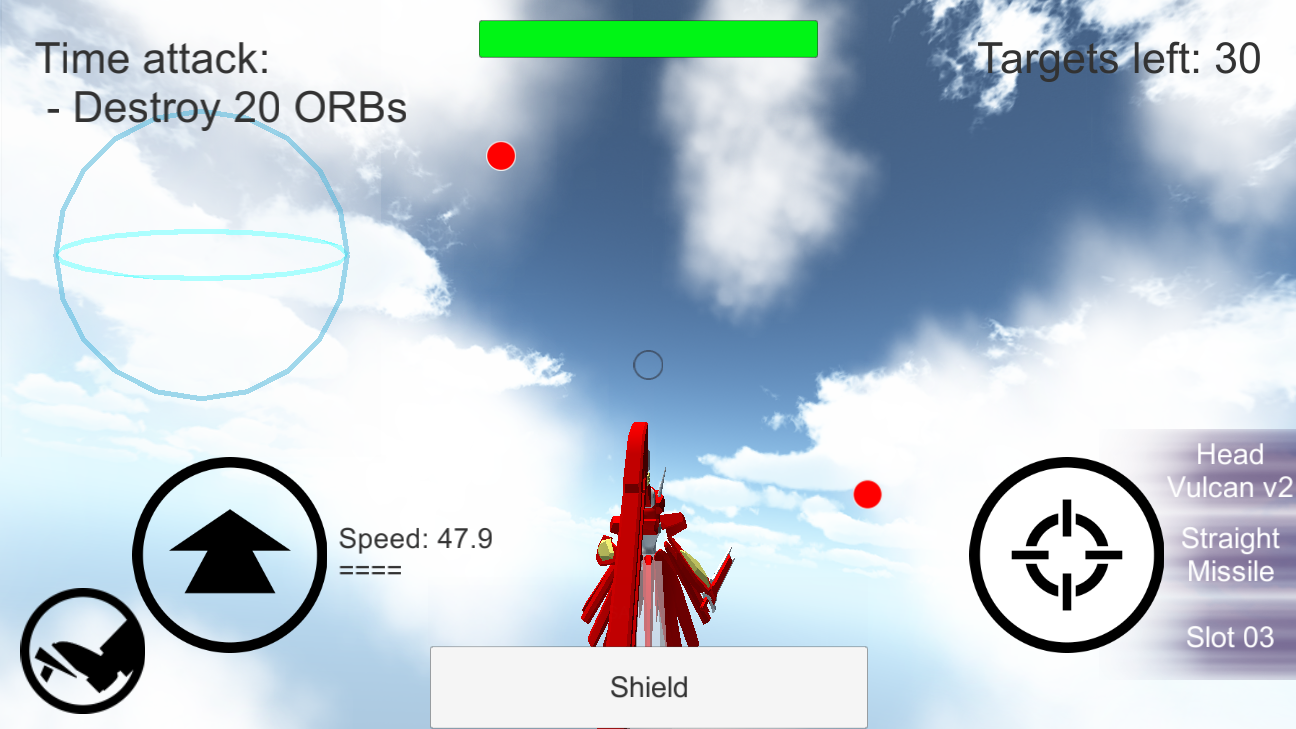 Time attack:
- Destroy 20 ORBs
Targets left: 30
Head
Vulcan v2
Speed: 47.9
====
Straight
Missile
Slot 03
Shield